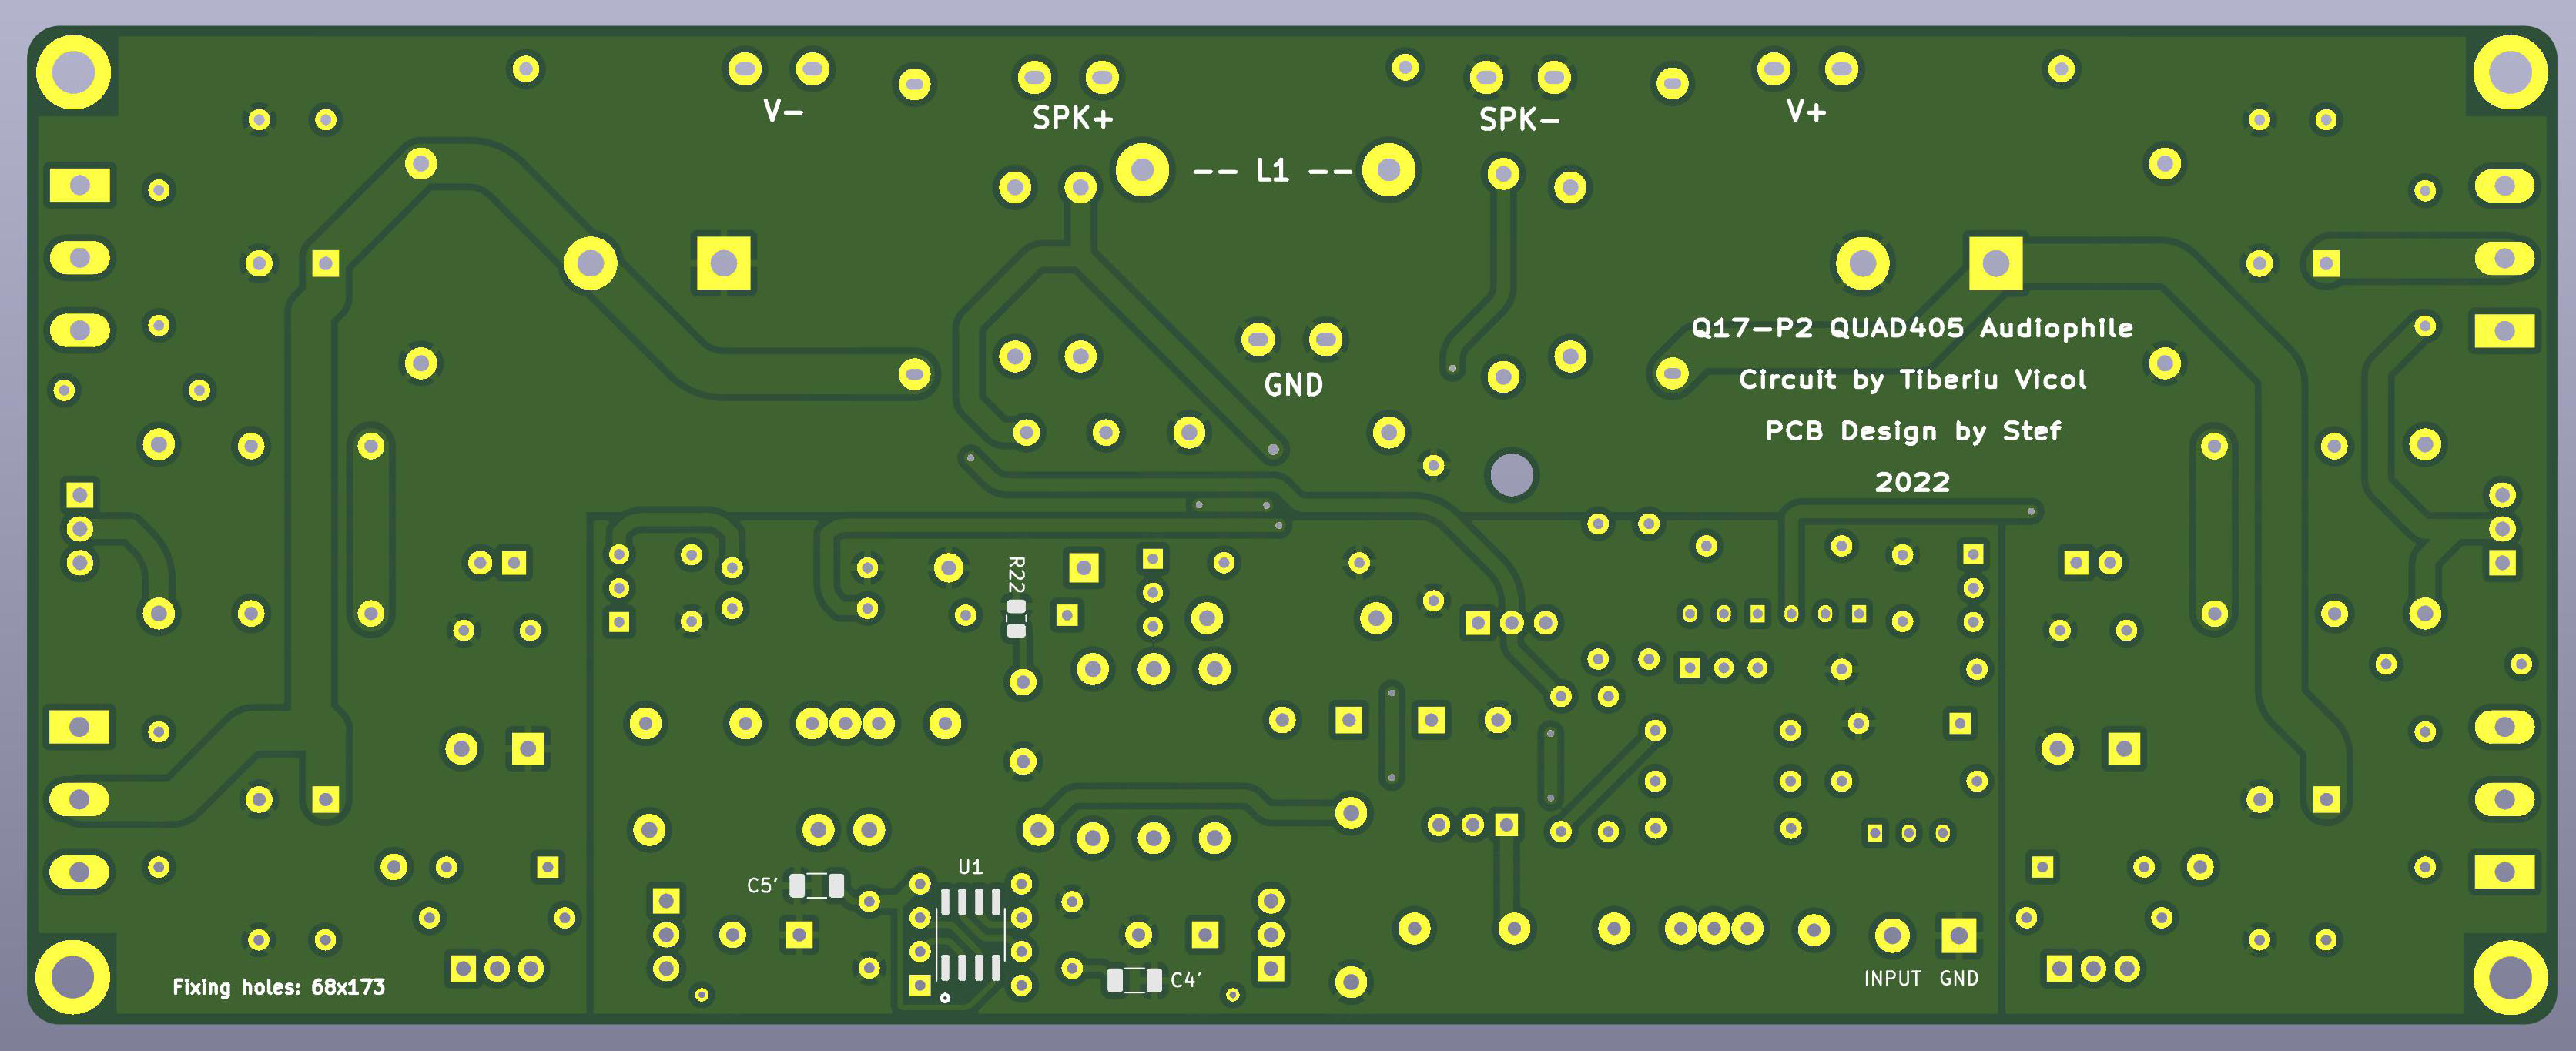 V-
SPK+
SPK-
V+
-- L1 --
Q17-P2 QUAD405 Audiophile
Circuit by Tiberiu Vicol
PCB Design by Stef
2022
GND
R22
U1
C5'
C4'
INPUT GND
Fixing holes: 68x173